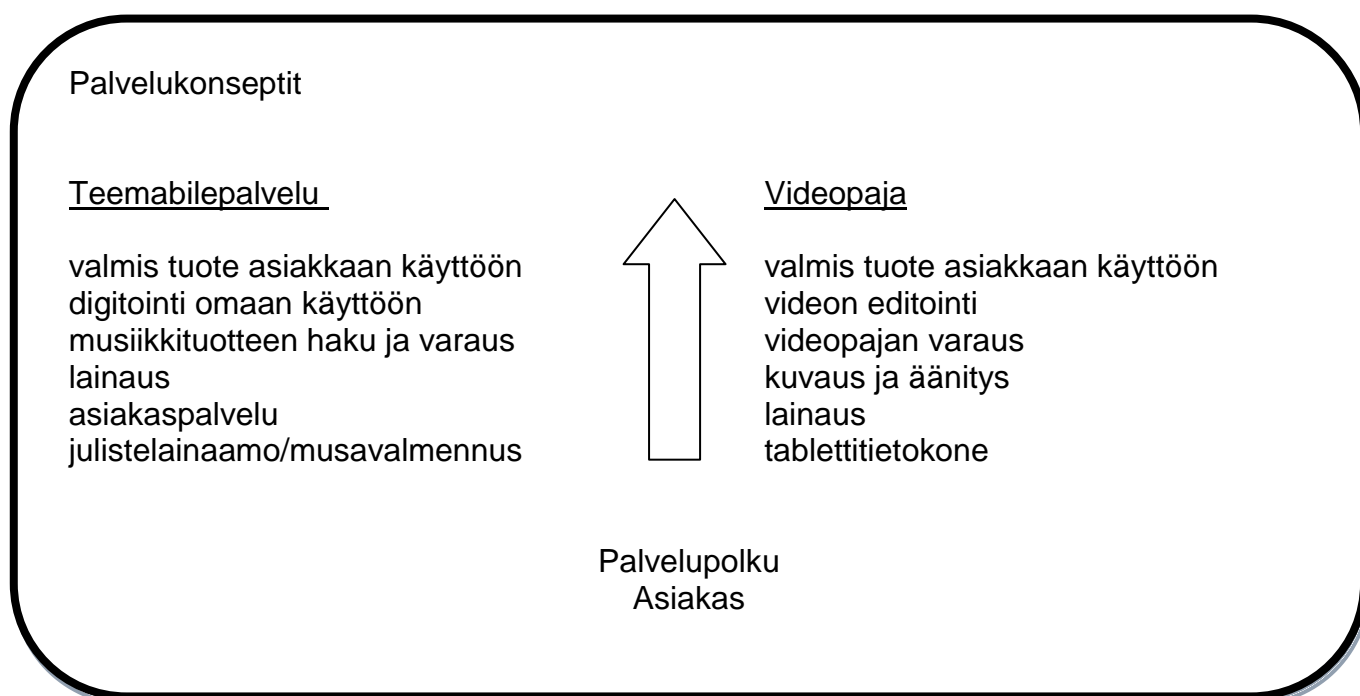 Palvelukonseptit
Teemabilepalvelu
valmis tuote asiakkaan käyttöön
digitointi omaan käyttöön
musiikkituotteen haku ja varaus
lainaus
asiakaspalvelu
julistelainaamo/musavalmennus
Videopaja
valmis tuote asiakkaan käyttöön
videon editointi
videopajan varaus
kuvaus ja äänitys
lainaus
tablettitietokone
Palvelupolku
Asiakas